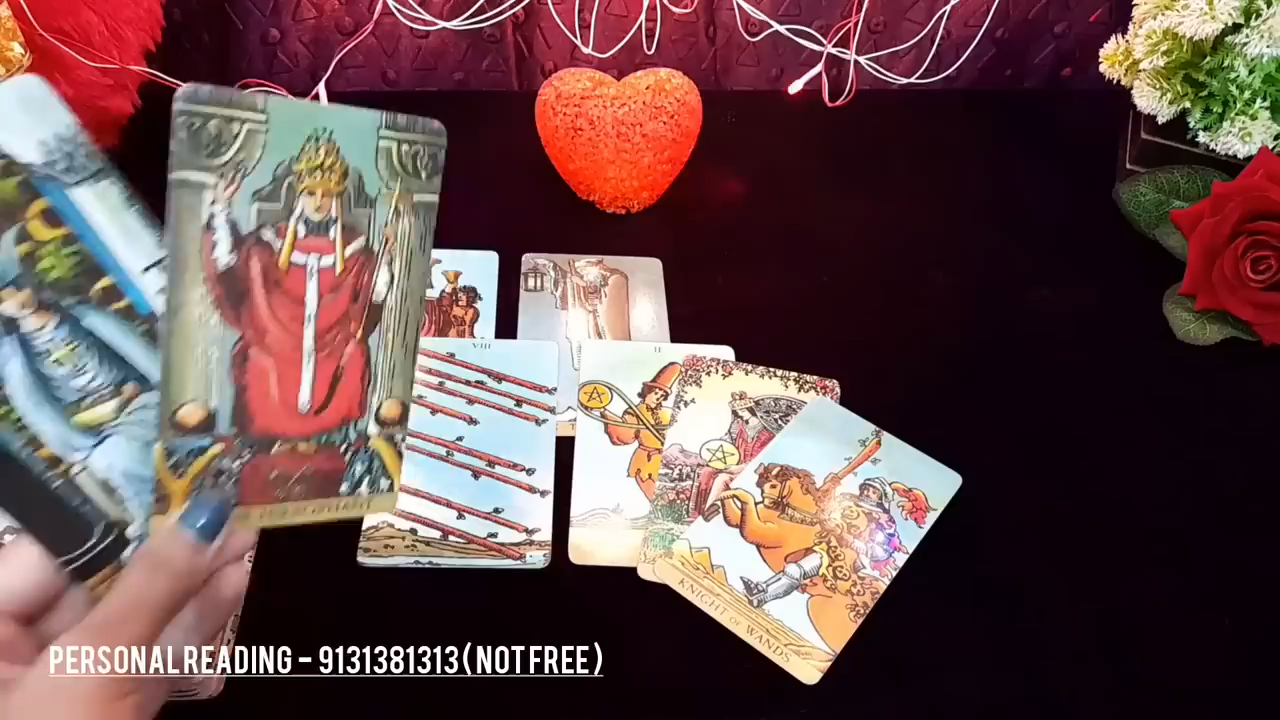 VIII
II
KNIGHT OF WANDS
PERSONAL READING - 9131381313 ( NOT FREE )